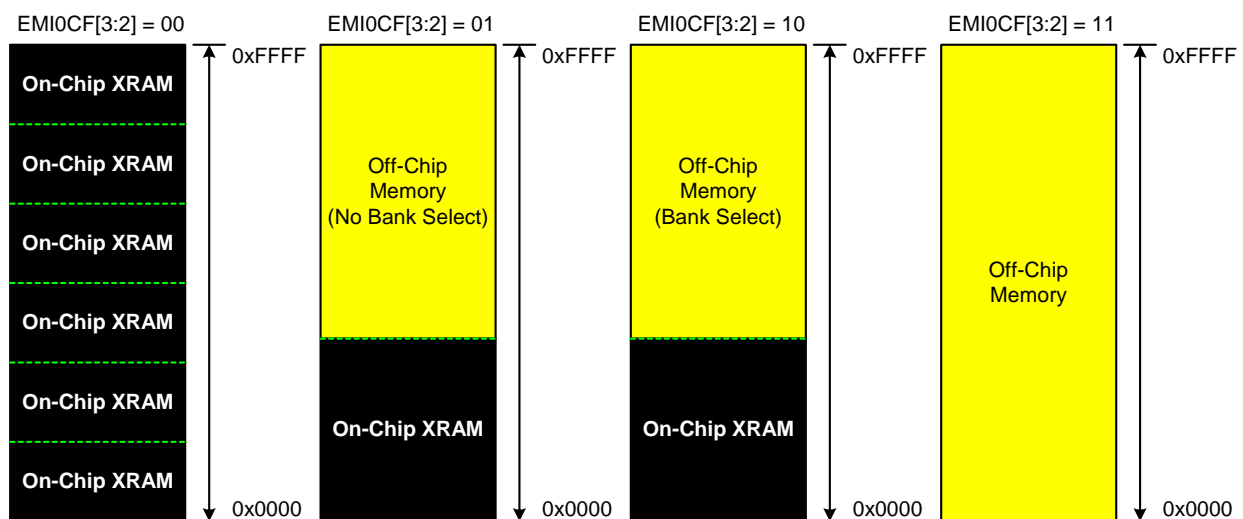 EMI0CF[3:2] = 00
EMI0CF[3:2] = 01
EMI0CF[3:2] = 10
EMI0CF[3:2] = 11
0xFFFF
0xFFFF
0xFFFF
0xFFFF
On-Chip XRAM
On-Chip XRAM
On-Chip XRAM
On-Chip XRAM
On-Chip XRAM
On-Chip XRAM
0x0000
Off-Chip
Memory
(No Bank Select)
On-Chip XRAM
0x0000
Off-Chip
Memory
(Bank Select)
On-Chip XRAM
0x0000
Off-Chip
Memory
0x0000